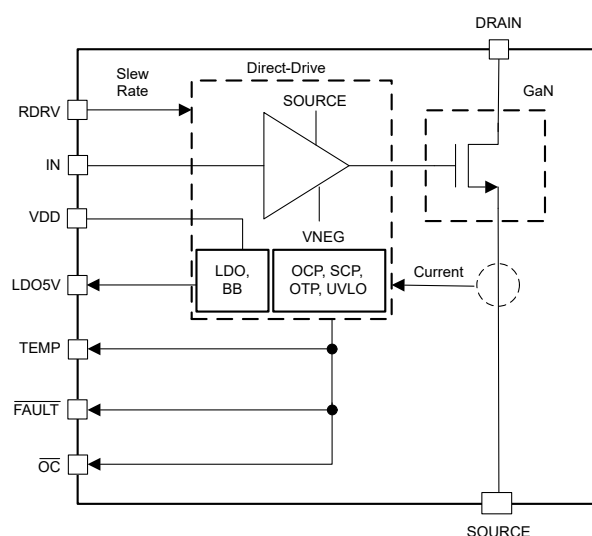 DRAIN
Slew
Rate
Direct-Drive
RDRV
SOURCE
GaN
IN
VDD
VNEG
LDO5V
LDO,
BB
OCP, SCP,
OTP, UVLO
Current
TEMP
FAULT
OC
SOURCE